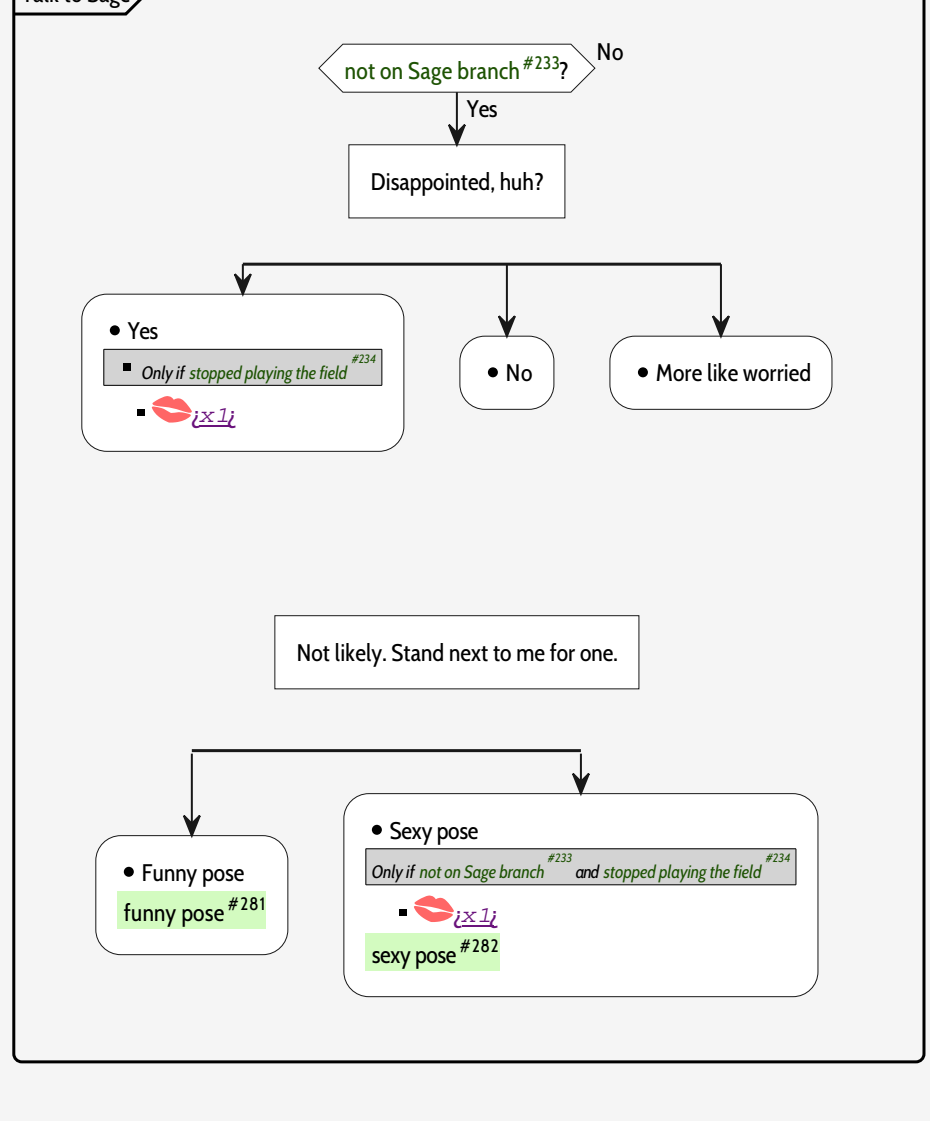 Talk to Sage
not on Sage branch #233?
No
Yes
Disappointed, huh?
Yes
Only if stopped playing the field #234
¿x1¿
No
More like worried
Not likely. Stand next to me for one.
Funny pose
funny pose #281
Sexy pose
Only if not on Sage branch #233 and stopped playing the field #234
¿x1¿
sexy pose #282